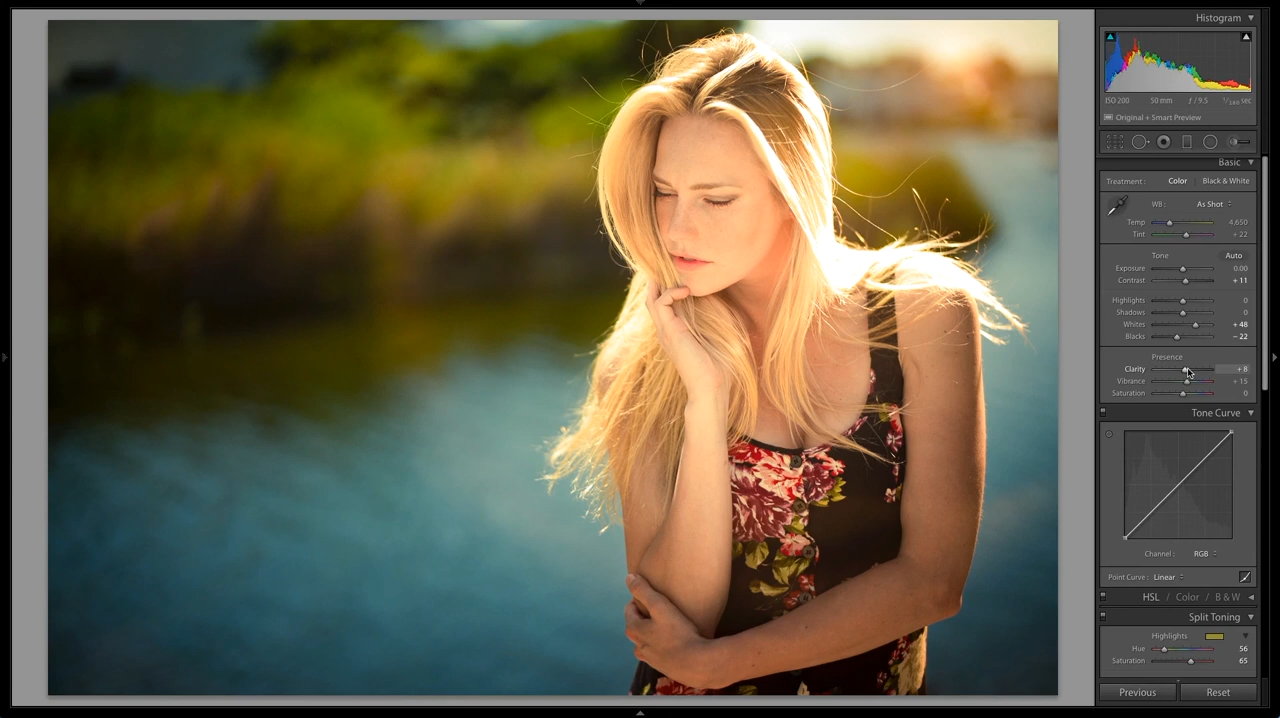 Histogram
ISO 200 50 mm ƒ / 9.5 1/100 sec
Original + Smart Preview
Basic
Treatment : Color Black & White
WB : As Shot
Temp 4,650
Tint + 22
Tone Auto
Exposure 0.00
Contrast + 11
Highlights 0
Shadows 0
Whites + 48
Blacks – 22
Presence
Clarity + 8
Vibrance + 15
Saturation 0
Tone Curve
Channel : RGB
Point Curve : Linear
HSL / Color / B & W
Split Toning
Highlights
Hue 56
Saturation 65
Previous Reset